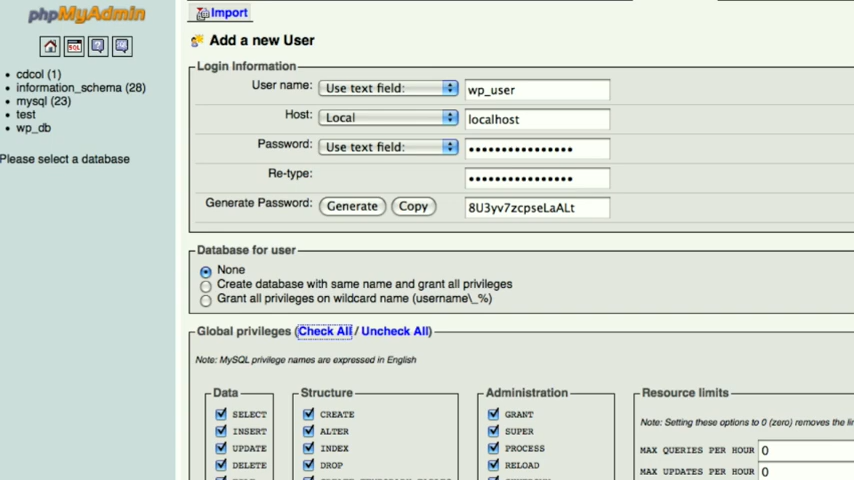 phpMyAdmin
cdcol (1)
information_schema (28)
mysql (23)
test
wp_db
Please select a database
Import
Add a new User
Login Information
User name: Use text field: wp_user
Host: Local localhost
Password: Use text field: ••••••••••••••••
Re-type: ••••••••••••••••
Generate Password: Generate Copy 8U3yv7zcpseLaALt
Database for user
None
Create database with same name and grant all privileges
Grant all privileges on wildcard name (username\_%)
Global privileges (Check All / Uncheck All)
Note: MySQL privilege names are expressed in English
Data
SELECT
INSERT
UPDATE
DELETE
Structure
CREATE
ALTER
INDEX
DROP
Administration
GRANT
SUPER
PROCESS
RELOAD
Resource limits
Note: Setting these options to 0 (zero) removes the
MAX QUERIES PER HOUR 0
MAX UPDATES PER HOUR 0